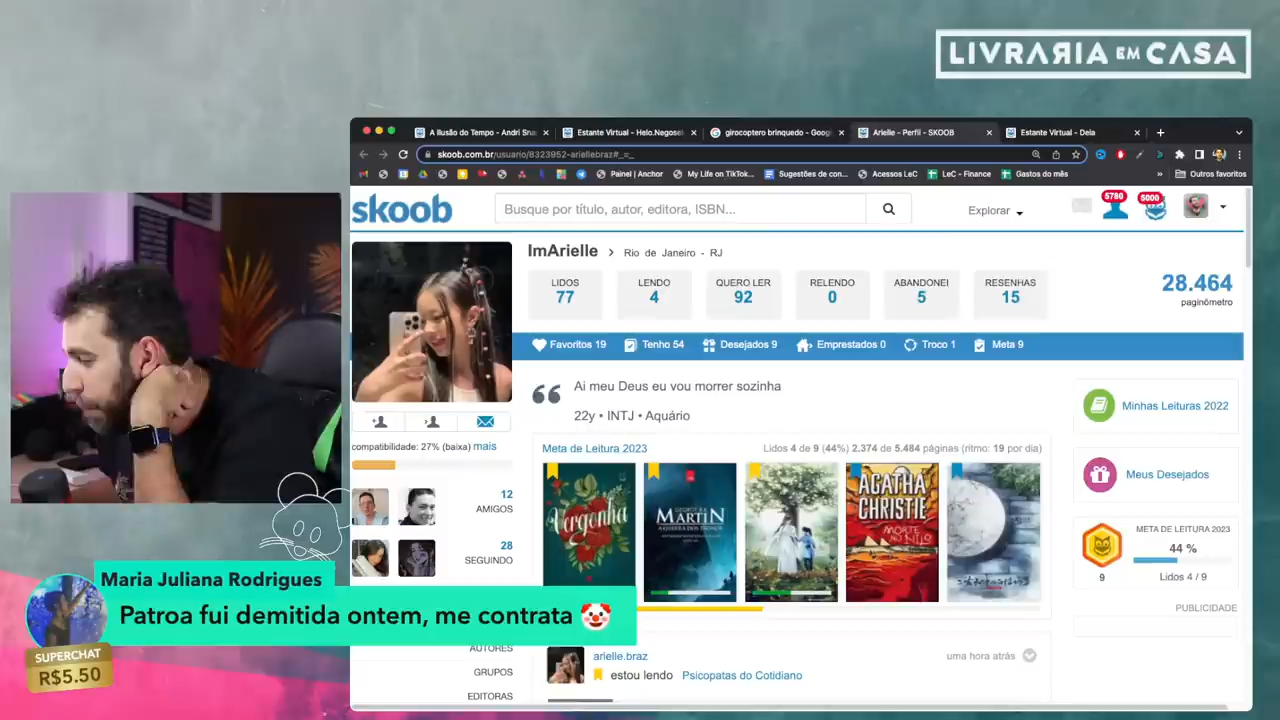 LIVRARIA EM CASA
A Ilusão do Tempo - Andri Sna
Estante Virtual - Helo.Negosek
girocoptero brinquedo - Goog
Arielle - Perfil - SKOOB
Estante Virtual - Deia
skoob.com.br/usuario/8323952-ariellebraz#_=_
Painel | Anchor
My Life on TikTok...
Sugestões de con...
Acessos LeC
LeC - Finance
Gastos do mês
» Outros favoritos
skoob
Busque por título, autor, editora, ISBN...
Explorar
5780
5000
ImArielle > Rio de Janeiro - RJ
LIDOS
77
LENDO
4
QUERO LER
92
RELENDO
0
ABANDONEI
5
RESENHAS
15
28.464
paginômetro
Favoritos 19
Tenho 54
Desejados 9
Emprestados 0
Troco 1
Meta 9
Ai meu Deus eu vou morrer sozinha
22y • INTJ • Aquário
compatibilidade: 27% (baixa) mais
12
AMIGOS
28
SEGUINDO
Meta de Leitura 2023
Lidos 4 de 9 (44%) 2.374 de 5.484 páginas (ritmo: 19 por dia)
Vergonha
GEORGE R.R.
MARTIN
A GUERRA DOS TRONOS
AGATHA
CHRISTIE
MORTE
NO NILO
Minhas Leituras 2022
Meus Desejados
META DE LEITURA 2023
44 %
9
Lidos 4 / 9
PUBLICIDADE
Maria Juliana Rodrigues
Patroa fui demitida ontem, me contrata 🤡
SUPERCHAT
R$5.50
AUTORES
GRUPOS
EDITORAS
arielle.braz
uma hora atrás
estou lendo Psicopatas do Cotidiano